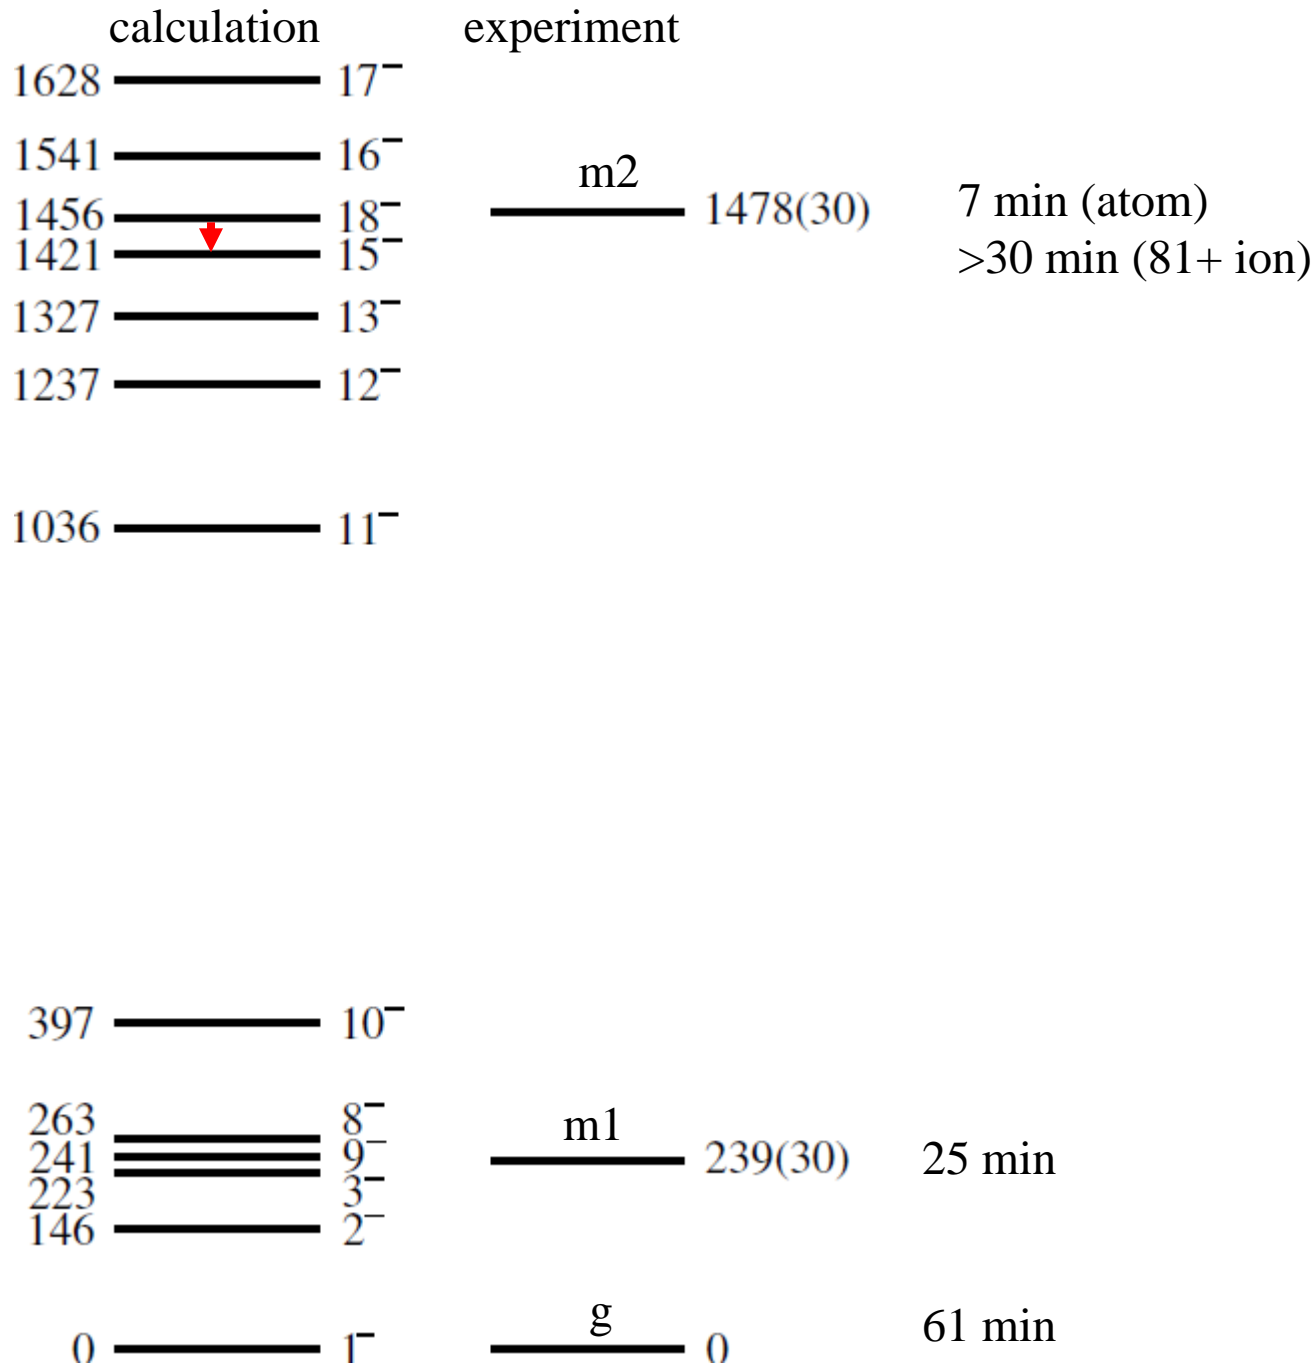 calculation experiment
1628 17⁻
1541 16⁻
m2
1456 18⁻ 1478(30) 7 min (atom)
1421 15⁻ >30 min (81+ ion)
1327 13⁻
1237 12⁻
1036 11⁻
397 10⁻
263 8⁻
m1
241 9⁻ 239(30) 25 min
223 3⁻
146 2⁻
g
0 1⁻ 0 61 min